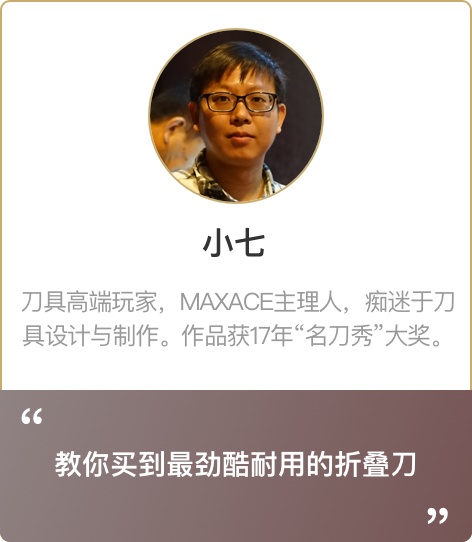 小七
刀具高端玩家，MAXACE主理人，痴迷于刀
具设计与制作。作品获17年“名刀秀”大奖。
“
教你买到最劲酷耐用的折叠刀
”